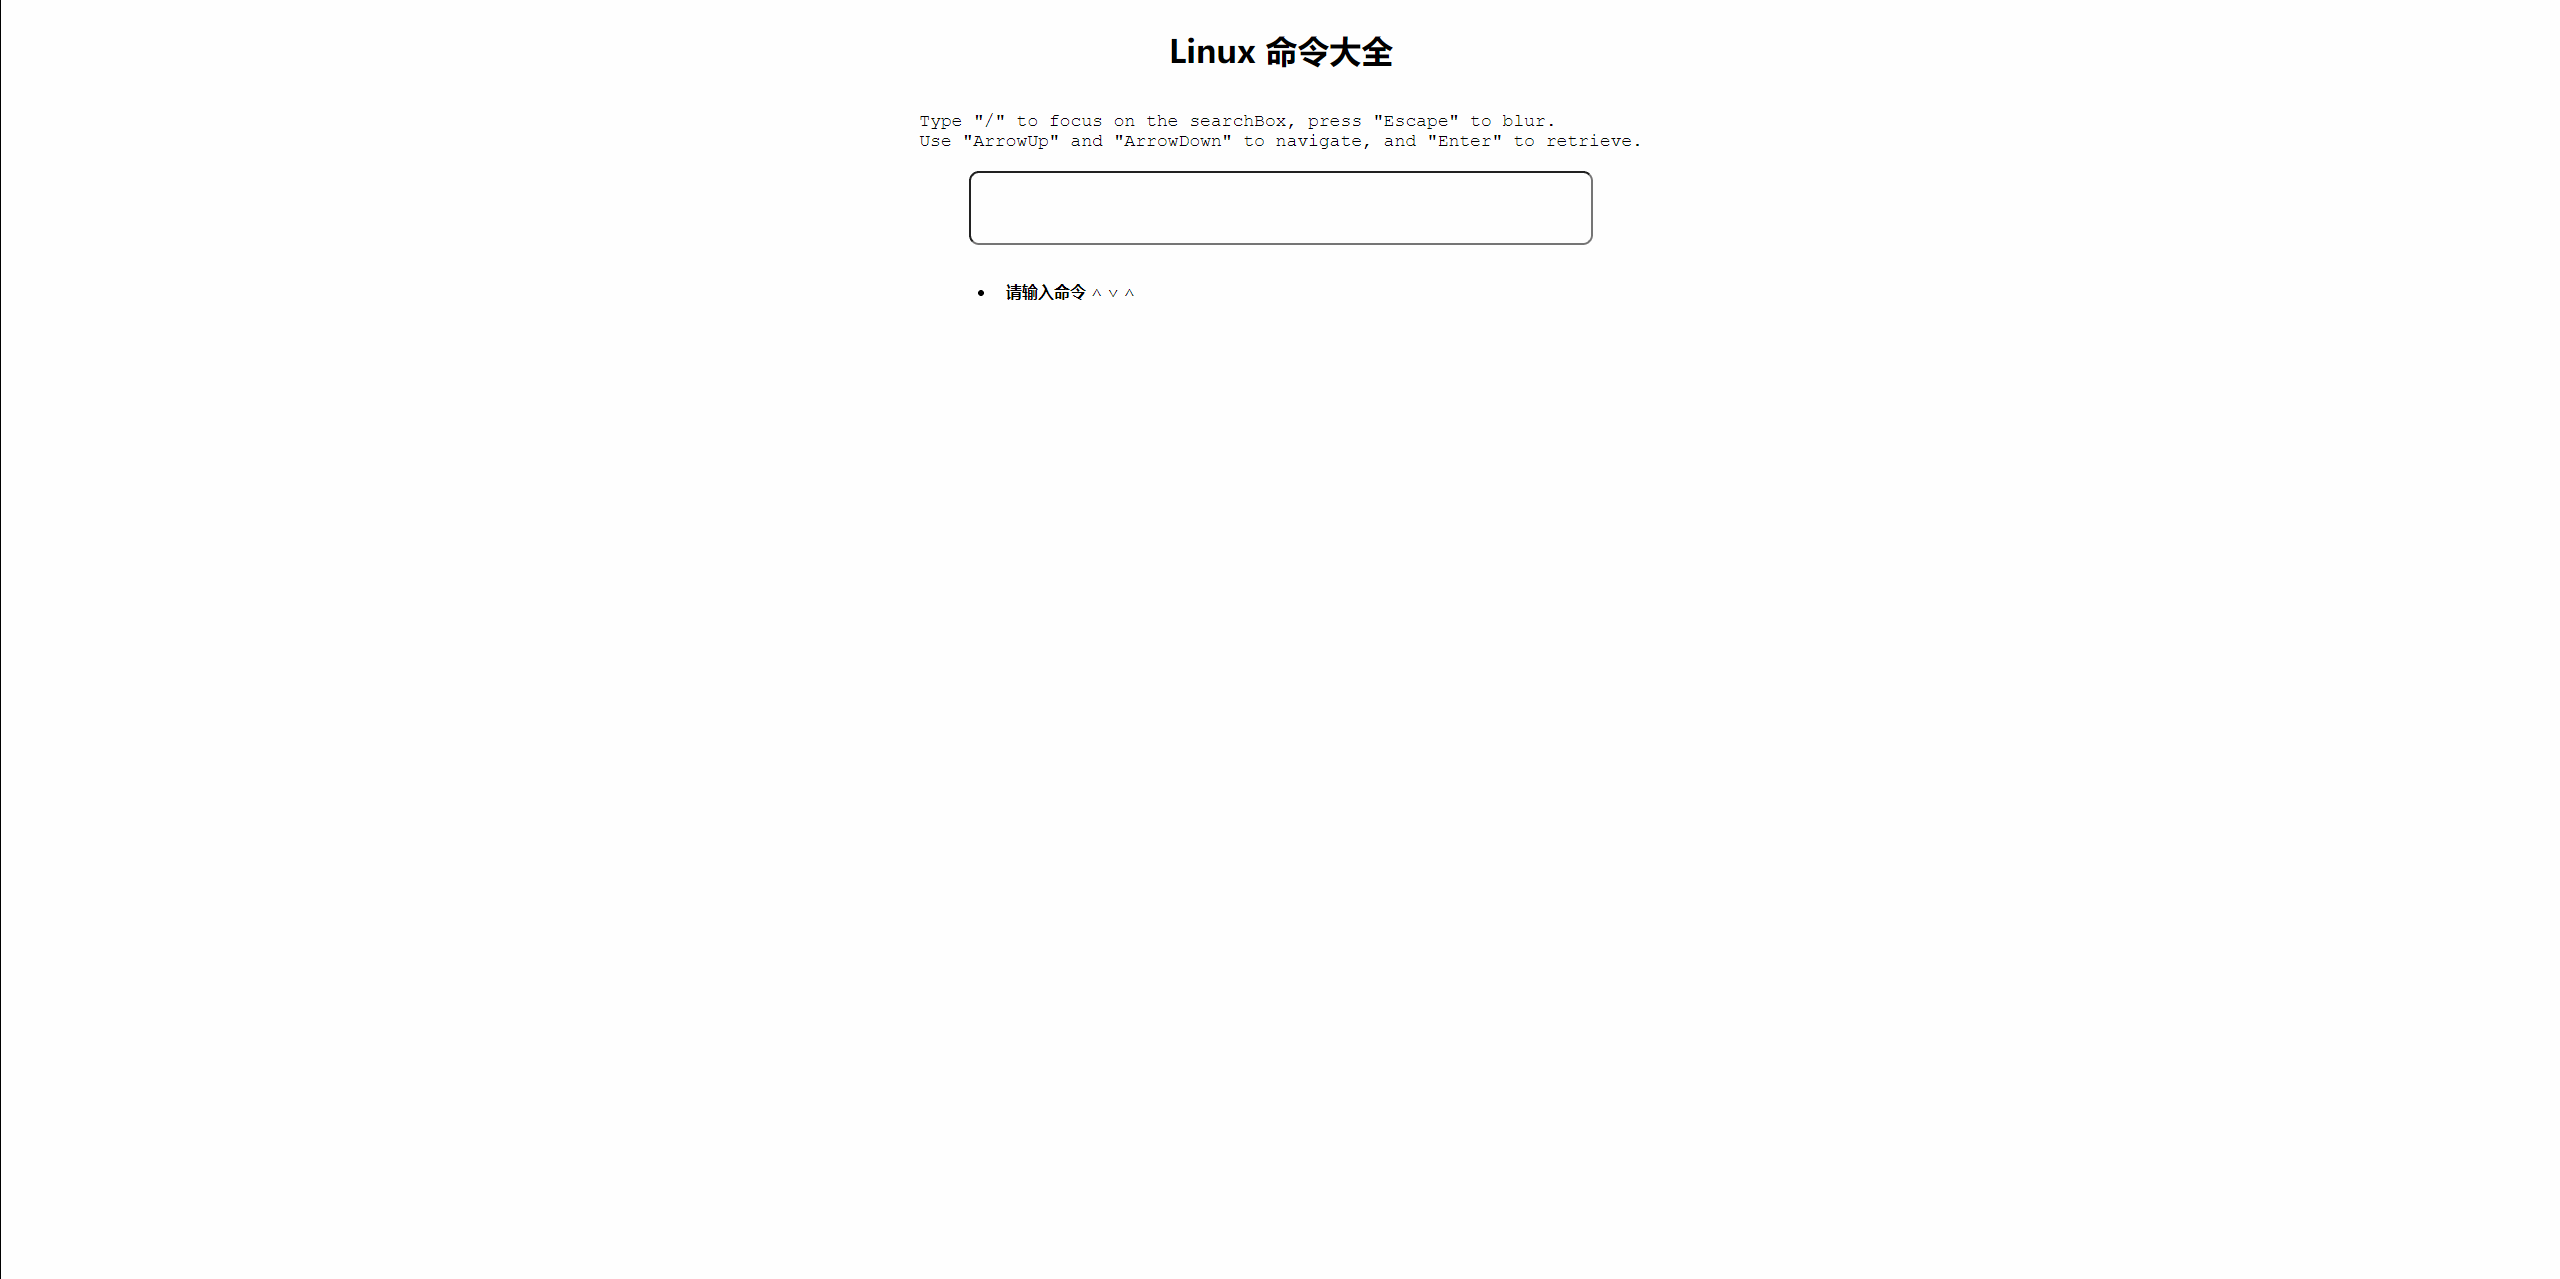 Linux 命令大全
Type "/" to focus on the searchBox, press "Escape" to blur.
Use "ArrowUp" and "ArrowDown" to navigate, and "Enter" to retrieve.
• 请输入命令 ^ v ^